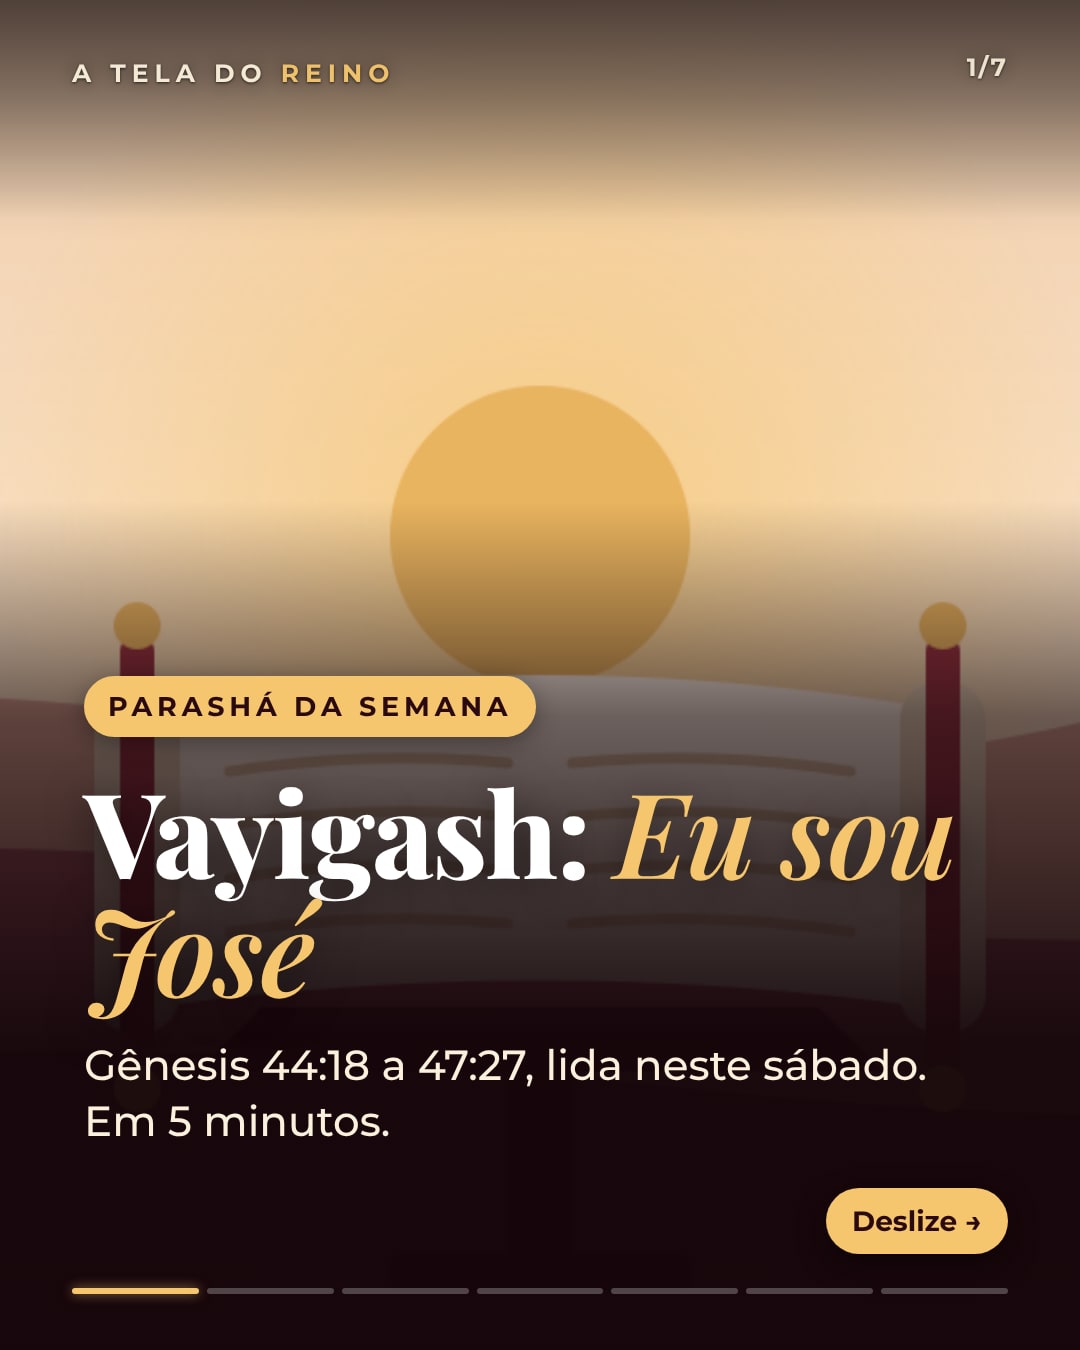 A TELA DO REINO
1/7
PARASHÁ DA SEMANA
Vayigash: Eu sou
José
Gênesis 44:18 a 47:27, lida neste sábado.
Em 5 minutos.
Deslize →